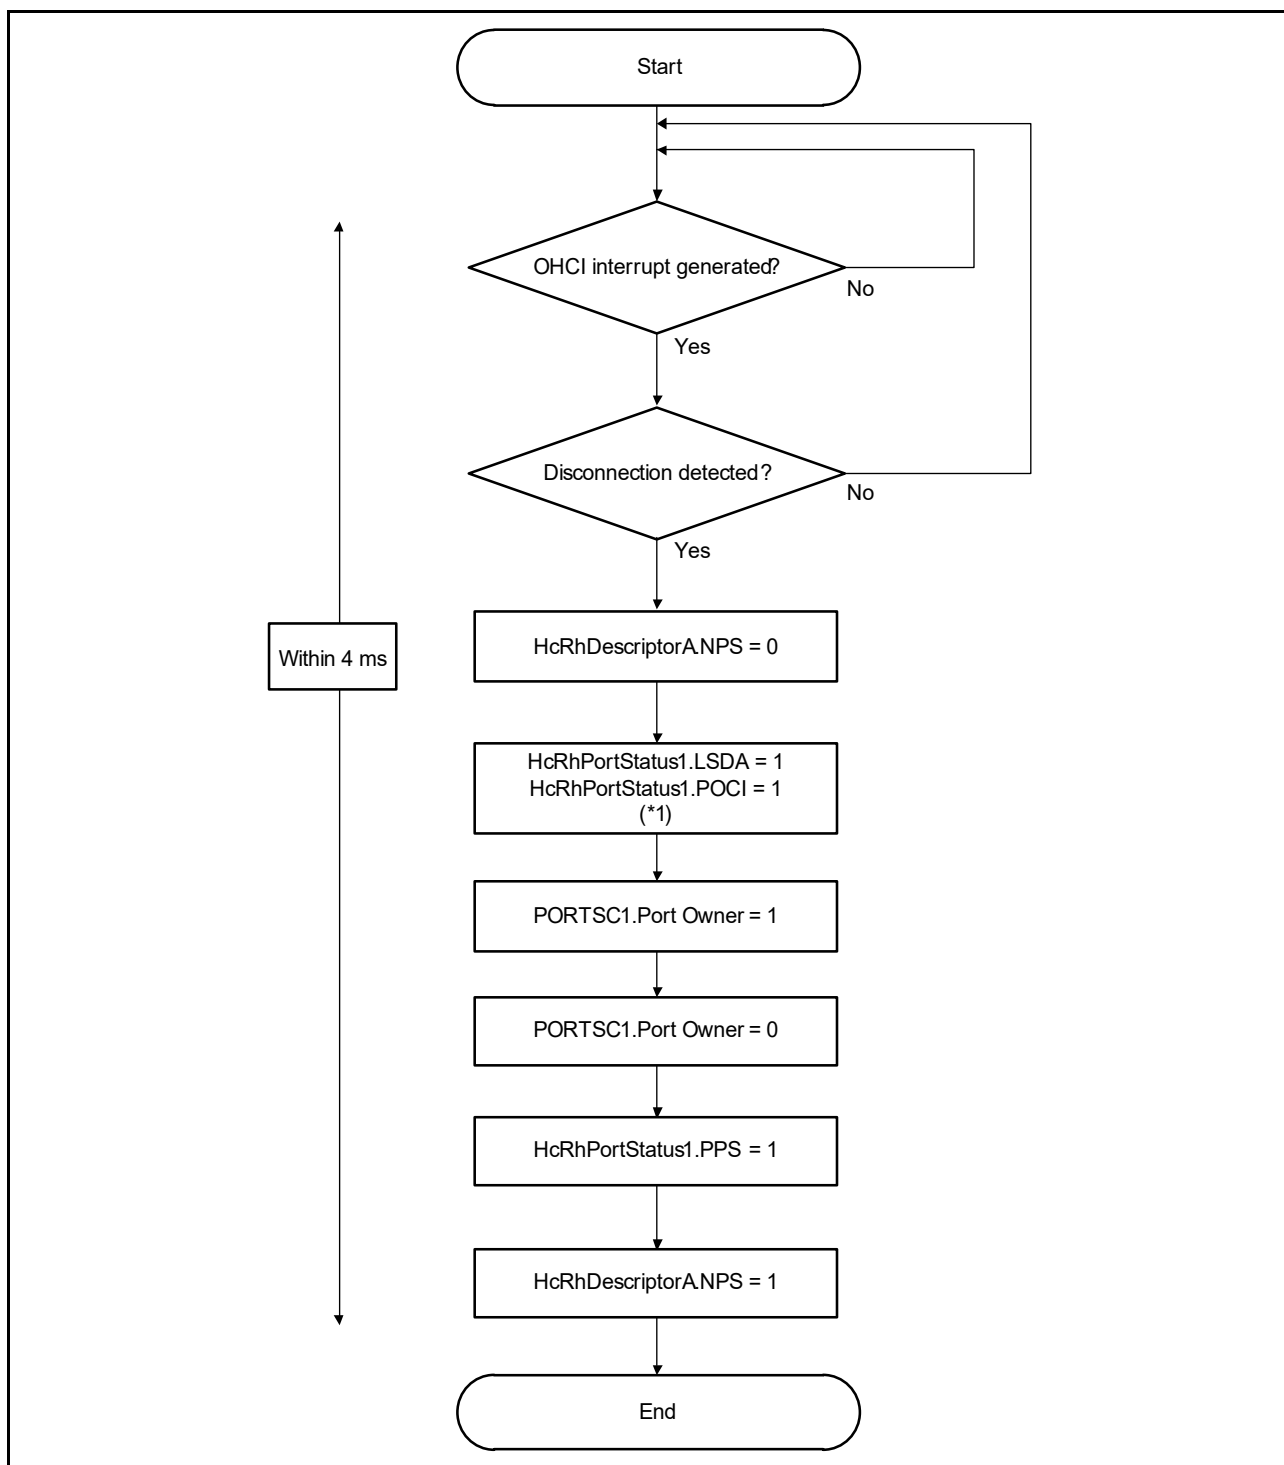 Start
OHCI interrupt generated?
No
Yes
Disconnection detected?
No
Yes
HcRhDescriptorA.NPS = 0
Within 4 ms
HcRhPortStatus1.LSDA = 1
HcRhPortStatus1.POCI = 1
(*1)
PORTSC1.Port Owner = 1
PORTSC1.Port Owner = 0
HcRhPortStatus1.PPS = 1
HcRhDescriptorA.NPS = 1
End